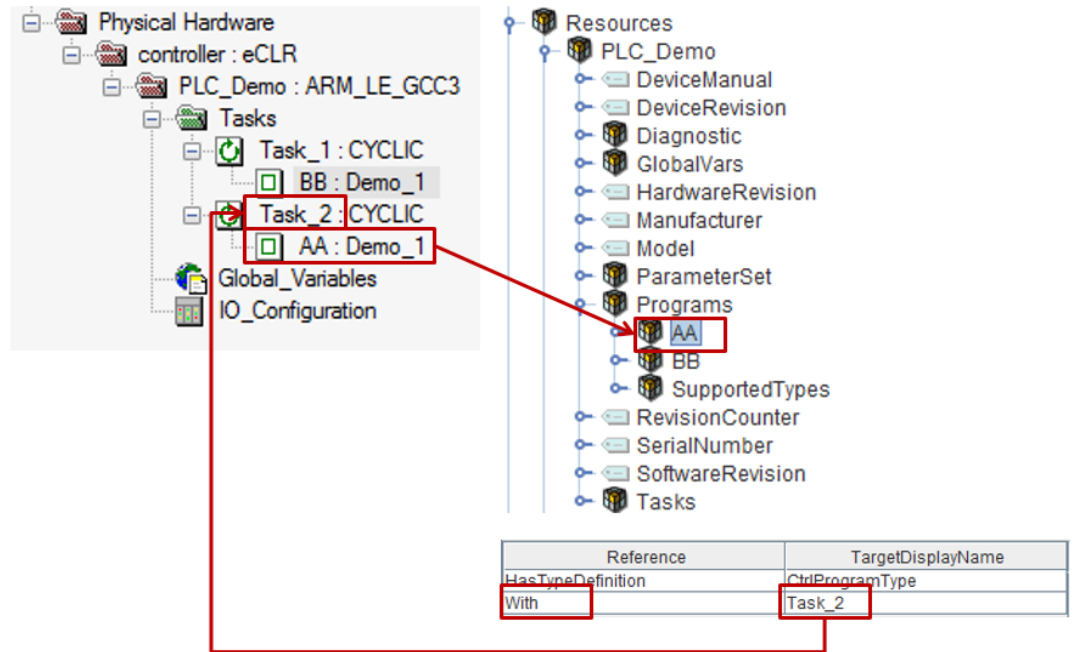 Physical Hardware
controller : eCLR
PLC_Demo : ARM_LE_GCC3
Tasks
Task_1 : CYCLIC
BB : Demo_1
Task_2 : CYCLIC
AA : Demo_1
Global_Variables
IO_Configuration
Resources
PLC_Demo
DeviceManual
DeviceRevision
Diagnostic
GlobalVars
HardwareRevision
Manufacturer
Model
ParameterSet
Programs
AA
BB
SupportedTypes
RevisionCounter
SerialNumber
SoftwareRevision
Tasks
Reference TargetDisplayName
HasTypeDefinition CtrlProgramType
With Task_2